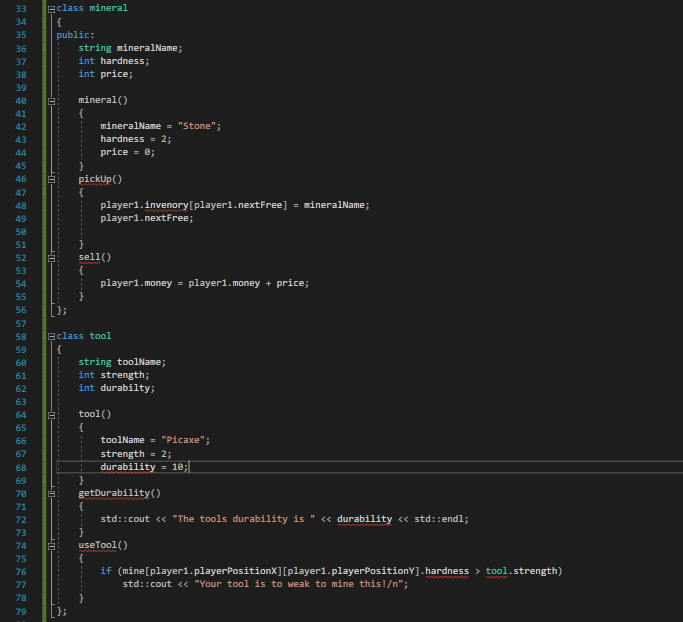 33 class mineral
34 {
35 public:
36 string mineralName;
37 int hardness;
38 int price;
39
40 mineral()
41 {
42 mineralName = "Stone";
43 hardness = 2;
44 price = 0;
45 }
46 pickUp()
47 {
48 player1.invenory[player1.nextFree] = mineralName;
49 player1.nextFree;
50
51 }
52 sell()
53 {
54 player1.money = player1.money + price;
55 }
56 };
57
58 class tool
59 {
60 string toolName;
61 int strength;
62 int durabilty;
63
64 tool()
65 {
66 toolName = "Picaxe";
67 strength = 2;
68 durability = 10;
69 }
70 getDurability()
71 {
72 std::cout << "The tools durability is " << durability << std::endl;
73 }
74 useTool()
75 {
76 if (mine[player1.playerPositionX][player1.playerPositionY].hardness > tool.strength)
77 std::cout << "Your tool is to weak to mine this!/n";
78 }
79 };